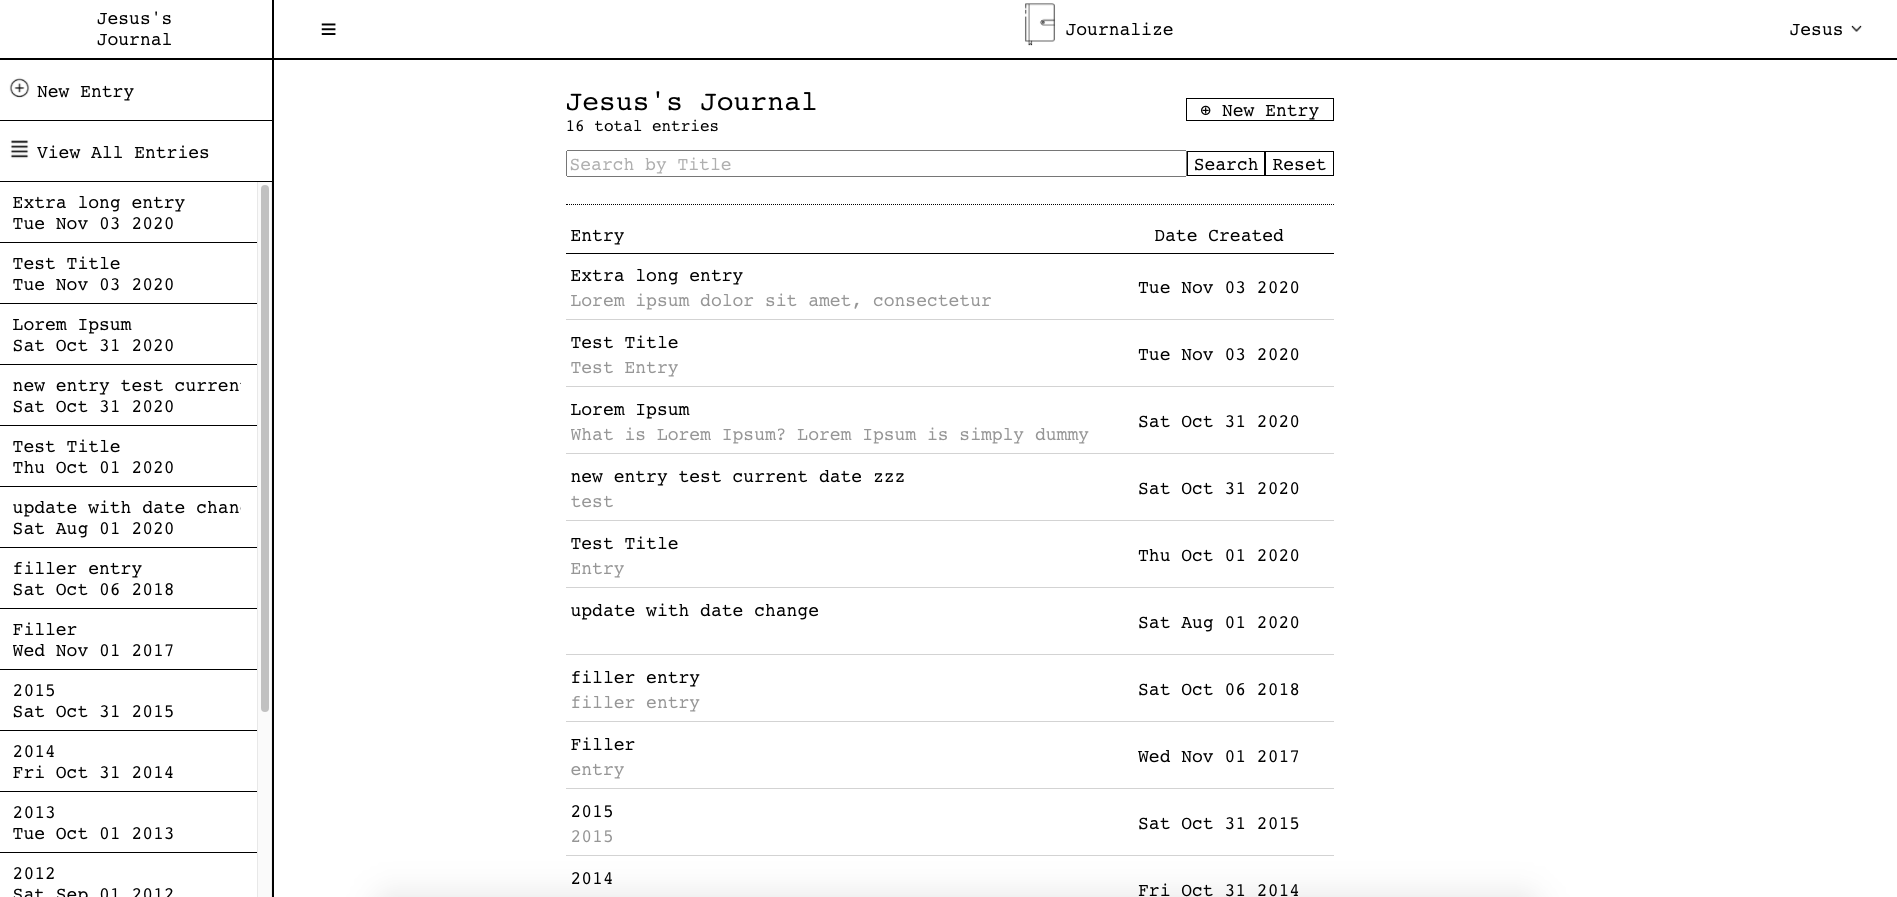 Jesus's
Journal
≡
Journalize
Jesus
New Entry
View All Entries
Extra long entry
Tue Nov 03 2020
Test Title
Tue Nov 03 2020
Lorem Ipsum
Sat Oct 31 2020
new entry test curren
Sat Oct 31 2020
Test Title
Thu Oct 01 2020
update with date chan
Sat Aug 01 2020
filler entry
Sat Oct 06 2018
Filler
Wed Nov 01 2017
2015
Sat Oct 31 2015
2014
Fri Oct 31 2014
2013
Tue Oct 01 2013
2012
Sat Sep 01 2012
Jesus's Journal
16 total entries
⊕ New Entry
Search by Title
Search Reset
Entry Date Created
Extra long entry
Lorem ipsum dolor sit amet, consectetur
Tue Nov 03 2020
Test Title
Test Entry
Tue Nov 03 2020
Lorem Ipsum
What is Lorem Ipsum? Lorem Ipsum is simply dummy
Sat Oct 31 2020
new entry test current date zzz
test
Sat Oct 31 2020
Test Title
Entry
Thu Oct 01 2020
update with date change
Sat Aug 01 2020
filler entry
filler entry
Sat Oct 06 2018
Filler
entry
Wed Nov 01 2017
2015
2015
Sat Oct 31 2015
2014
Fri Oct 31 2014